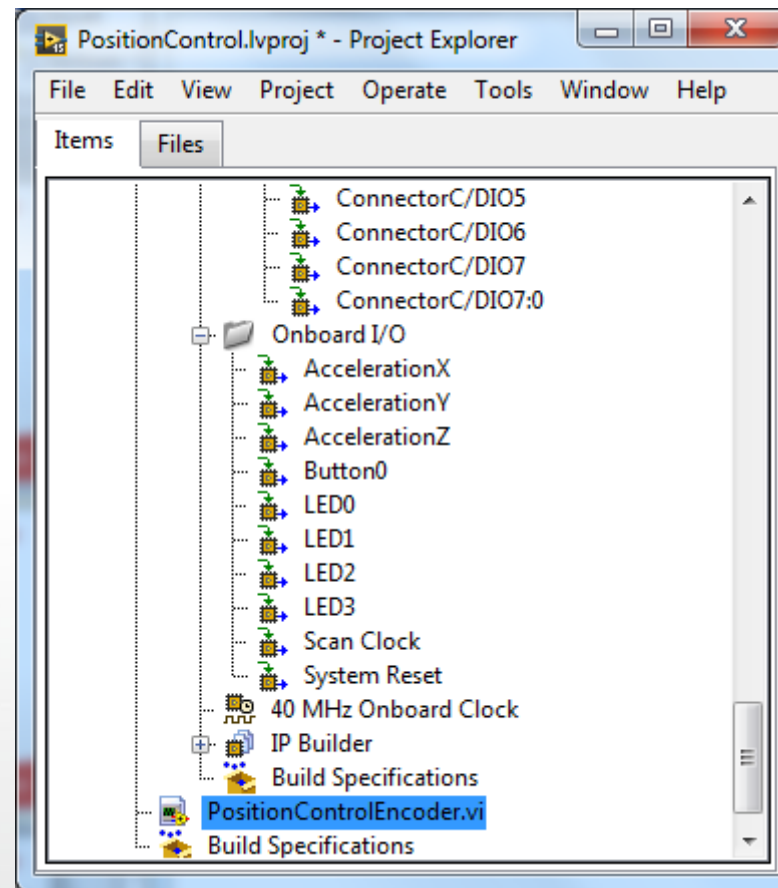 PositionControl.lvproj * - Project Explorer
File Edit View Project Operate Tools Window Help
Items Files
ConnectorC/DIO5
ConnectorC/DIO6
ConnectorC/DIO7
ConnectorC/DIO7:0
Onboard I/O
AccelerationX
AccelerationY
AccelerationZ
Button0
LED0
LED1
LED2
LED3
Scan Clock
System Reset
40 MHz Onboard Clock
IP Builder
Build Specifications
PositionControlEncoder.vi
Build Specifications